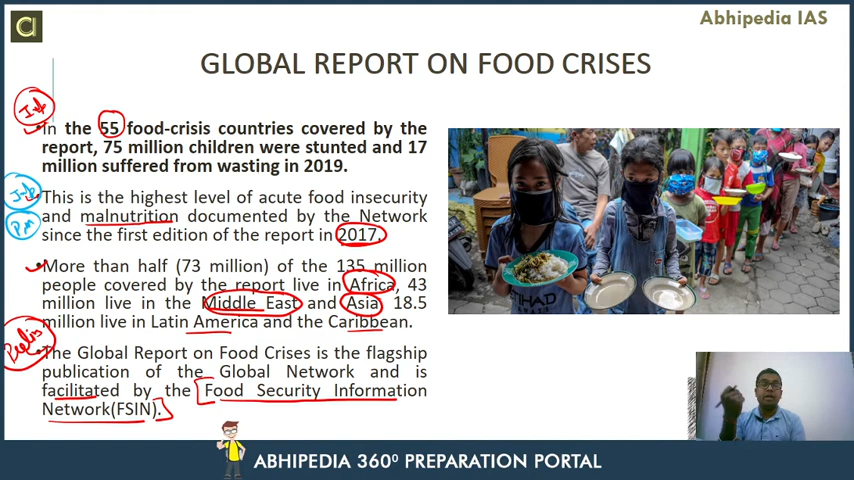 Abhipedia IAS
GLOBAL REPORT ON FOOD CRISES
In the 55 food-crisis countries covered by the
report, 75 million children were stunted and 17
million suffered from wasting in 2019.
This is the highest level of acute food insecurity
and malnutrition documented by the Network
since the first edition of the report in 2017.
More than half (73 million) of the 135 million
people covered by the report live in Africa, 43
million live in the Middle East and Asia 18.5
million live in Latin America and the Caribbean.
The Global Report on Food Crises is the flagship
publication of the Global Network and is
facilitated by the Food Security Information
Network(FSIN).
ABHIPEDIA 360⁰ PREPARATION PORTAL